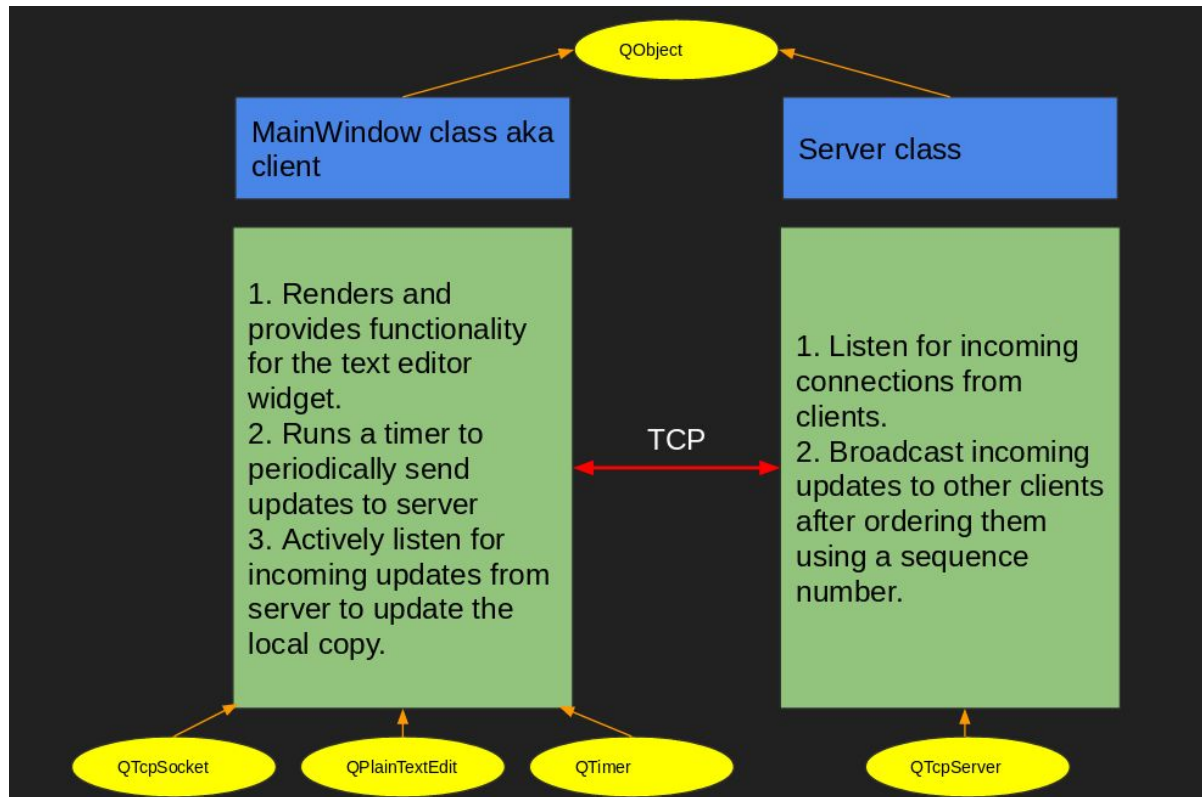 QObject
MainWindow class aka
client
Server class
1. Renders and
provides functionality
for the text editor
widget.
2. Runs a timer to
periodically send
updates to server
3. Actively listen for
incoming updates from
server to update the
local copy.
TCP
1. Listen for incoming
connections from
clients.
2. Broadcast incoming
updates to other clients
after ordering them
using a sequence
number.
QTcpSocket
QPlainTextEdit
QTimer
QTcpServer